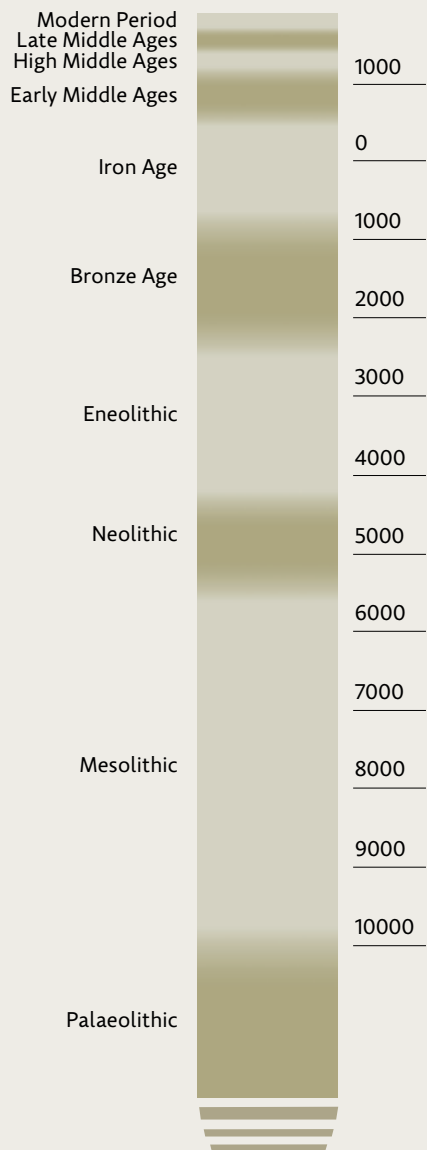 Modern Period
Late Middle Ages
High Middle Ages
1000
Early Middle Ages
0
Iron Age
1000
Bronze Age
2000
3000
Eneolithic
4000
Neolithic
5000
6000
7000
Mesolithic
8000
9000
10000
Palaeolithic